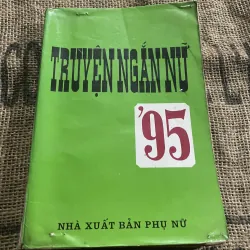 TRUYỆN NGẮN NỮ
'95
NHÀ XUẤT BẢN PHỤ NỮ